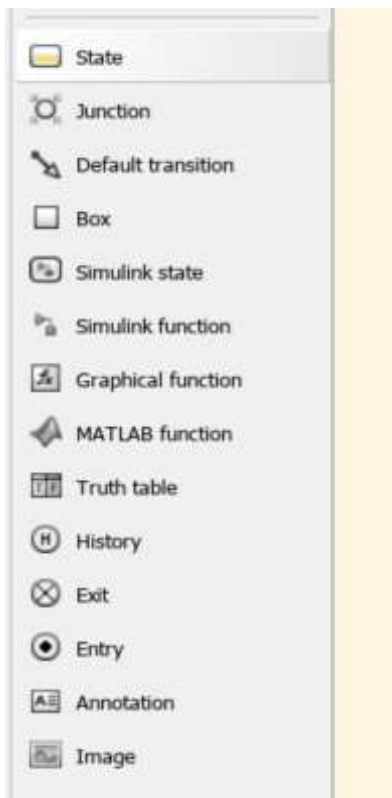 State
Junction
Default transition
Box
Simulink state
Simulink function
Graphical function
MATLAB function
Truth table
History
Exit
Entry
Annotation
Image